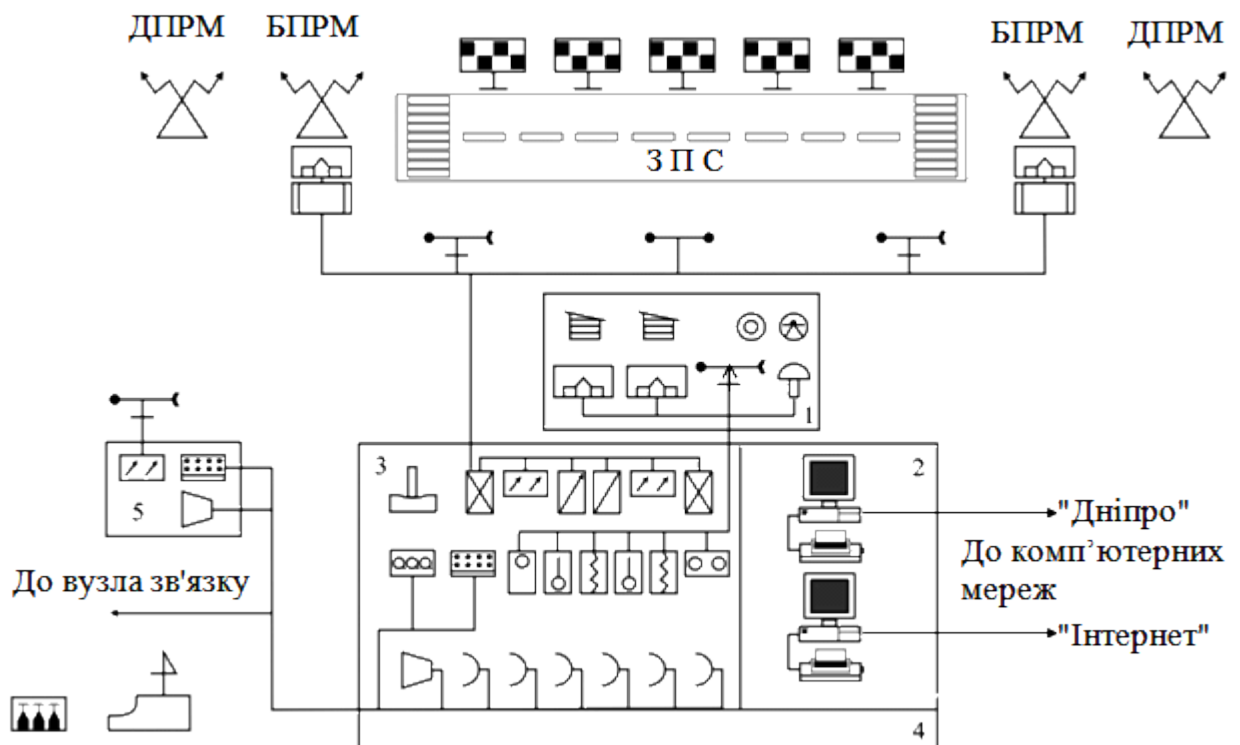 ДПРМ БПРМ БПРМ ДПРМ
З П С
1
3 2
5
"Дніпро"
До комп’ютерних
мереж
До вузла зв'язку
"Інтернет"
4